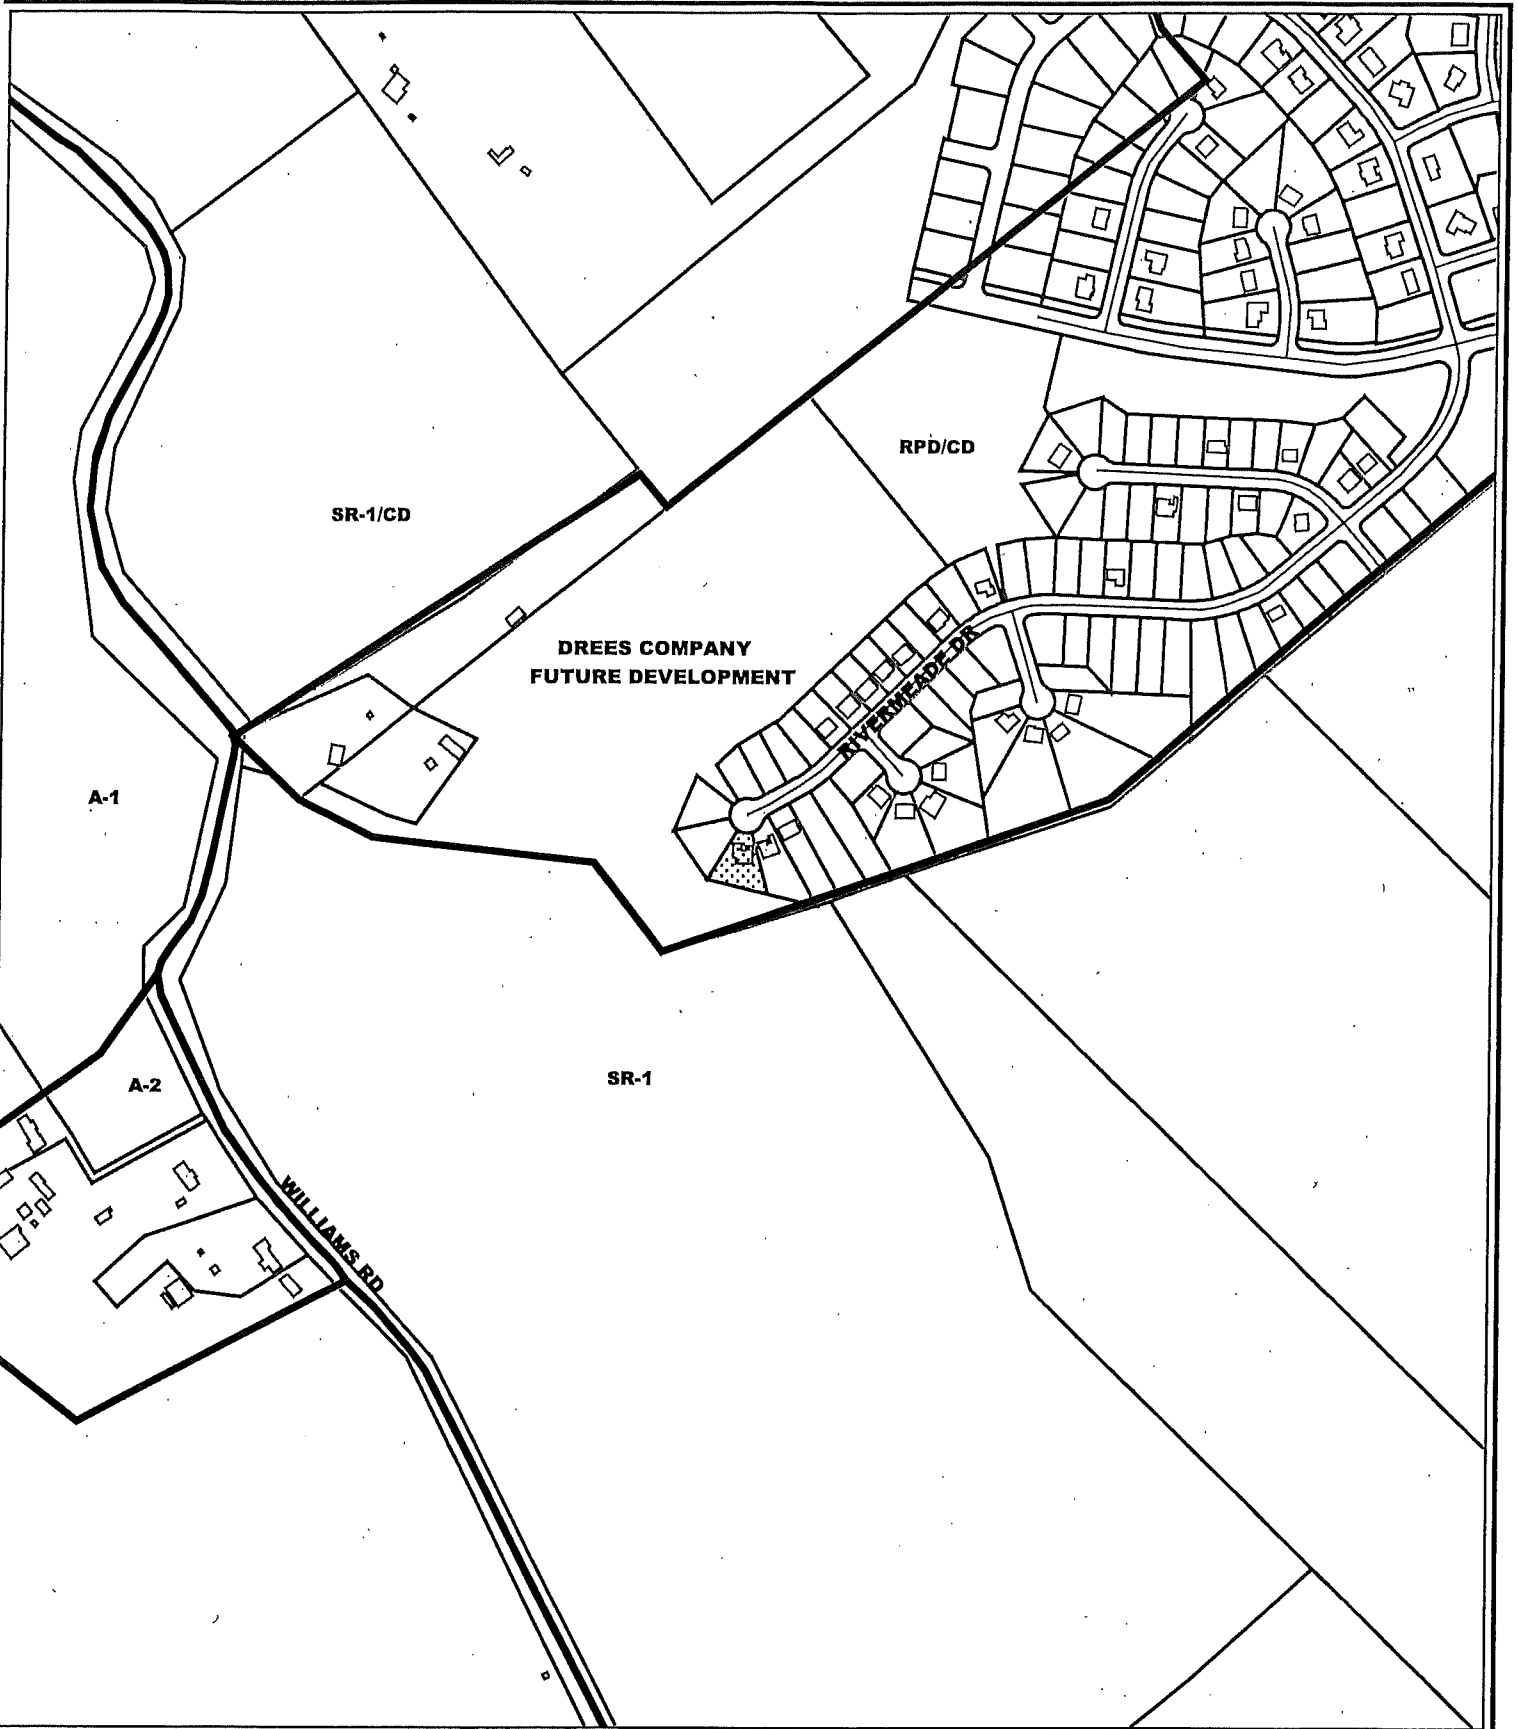 RPD/CD
SR-1/CD
DREES COMPANY
FUTURE DEVELOPMENT
RIVERMEADE DR
A-1
SR-1
A-2
WILLIAMS RD